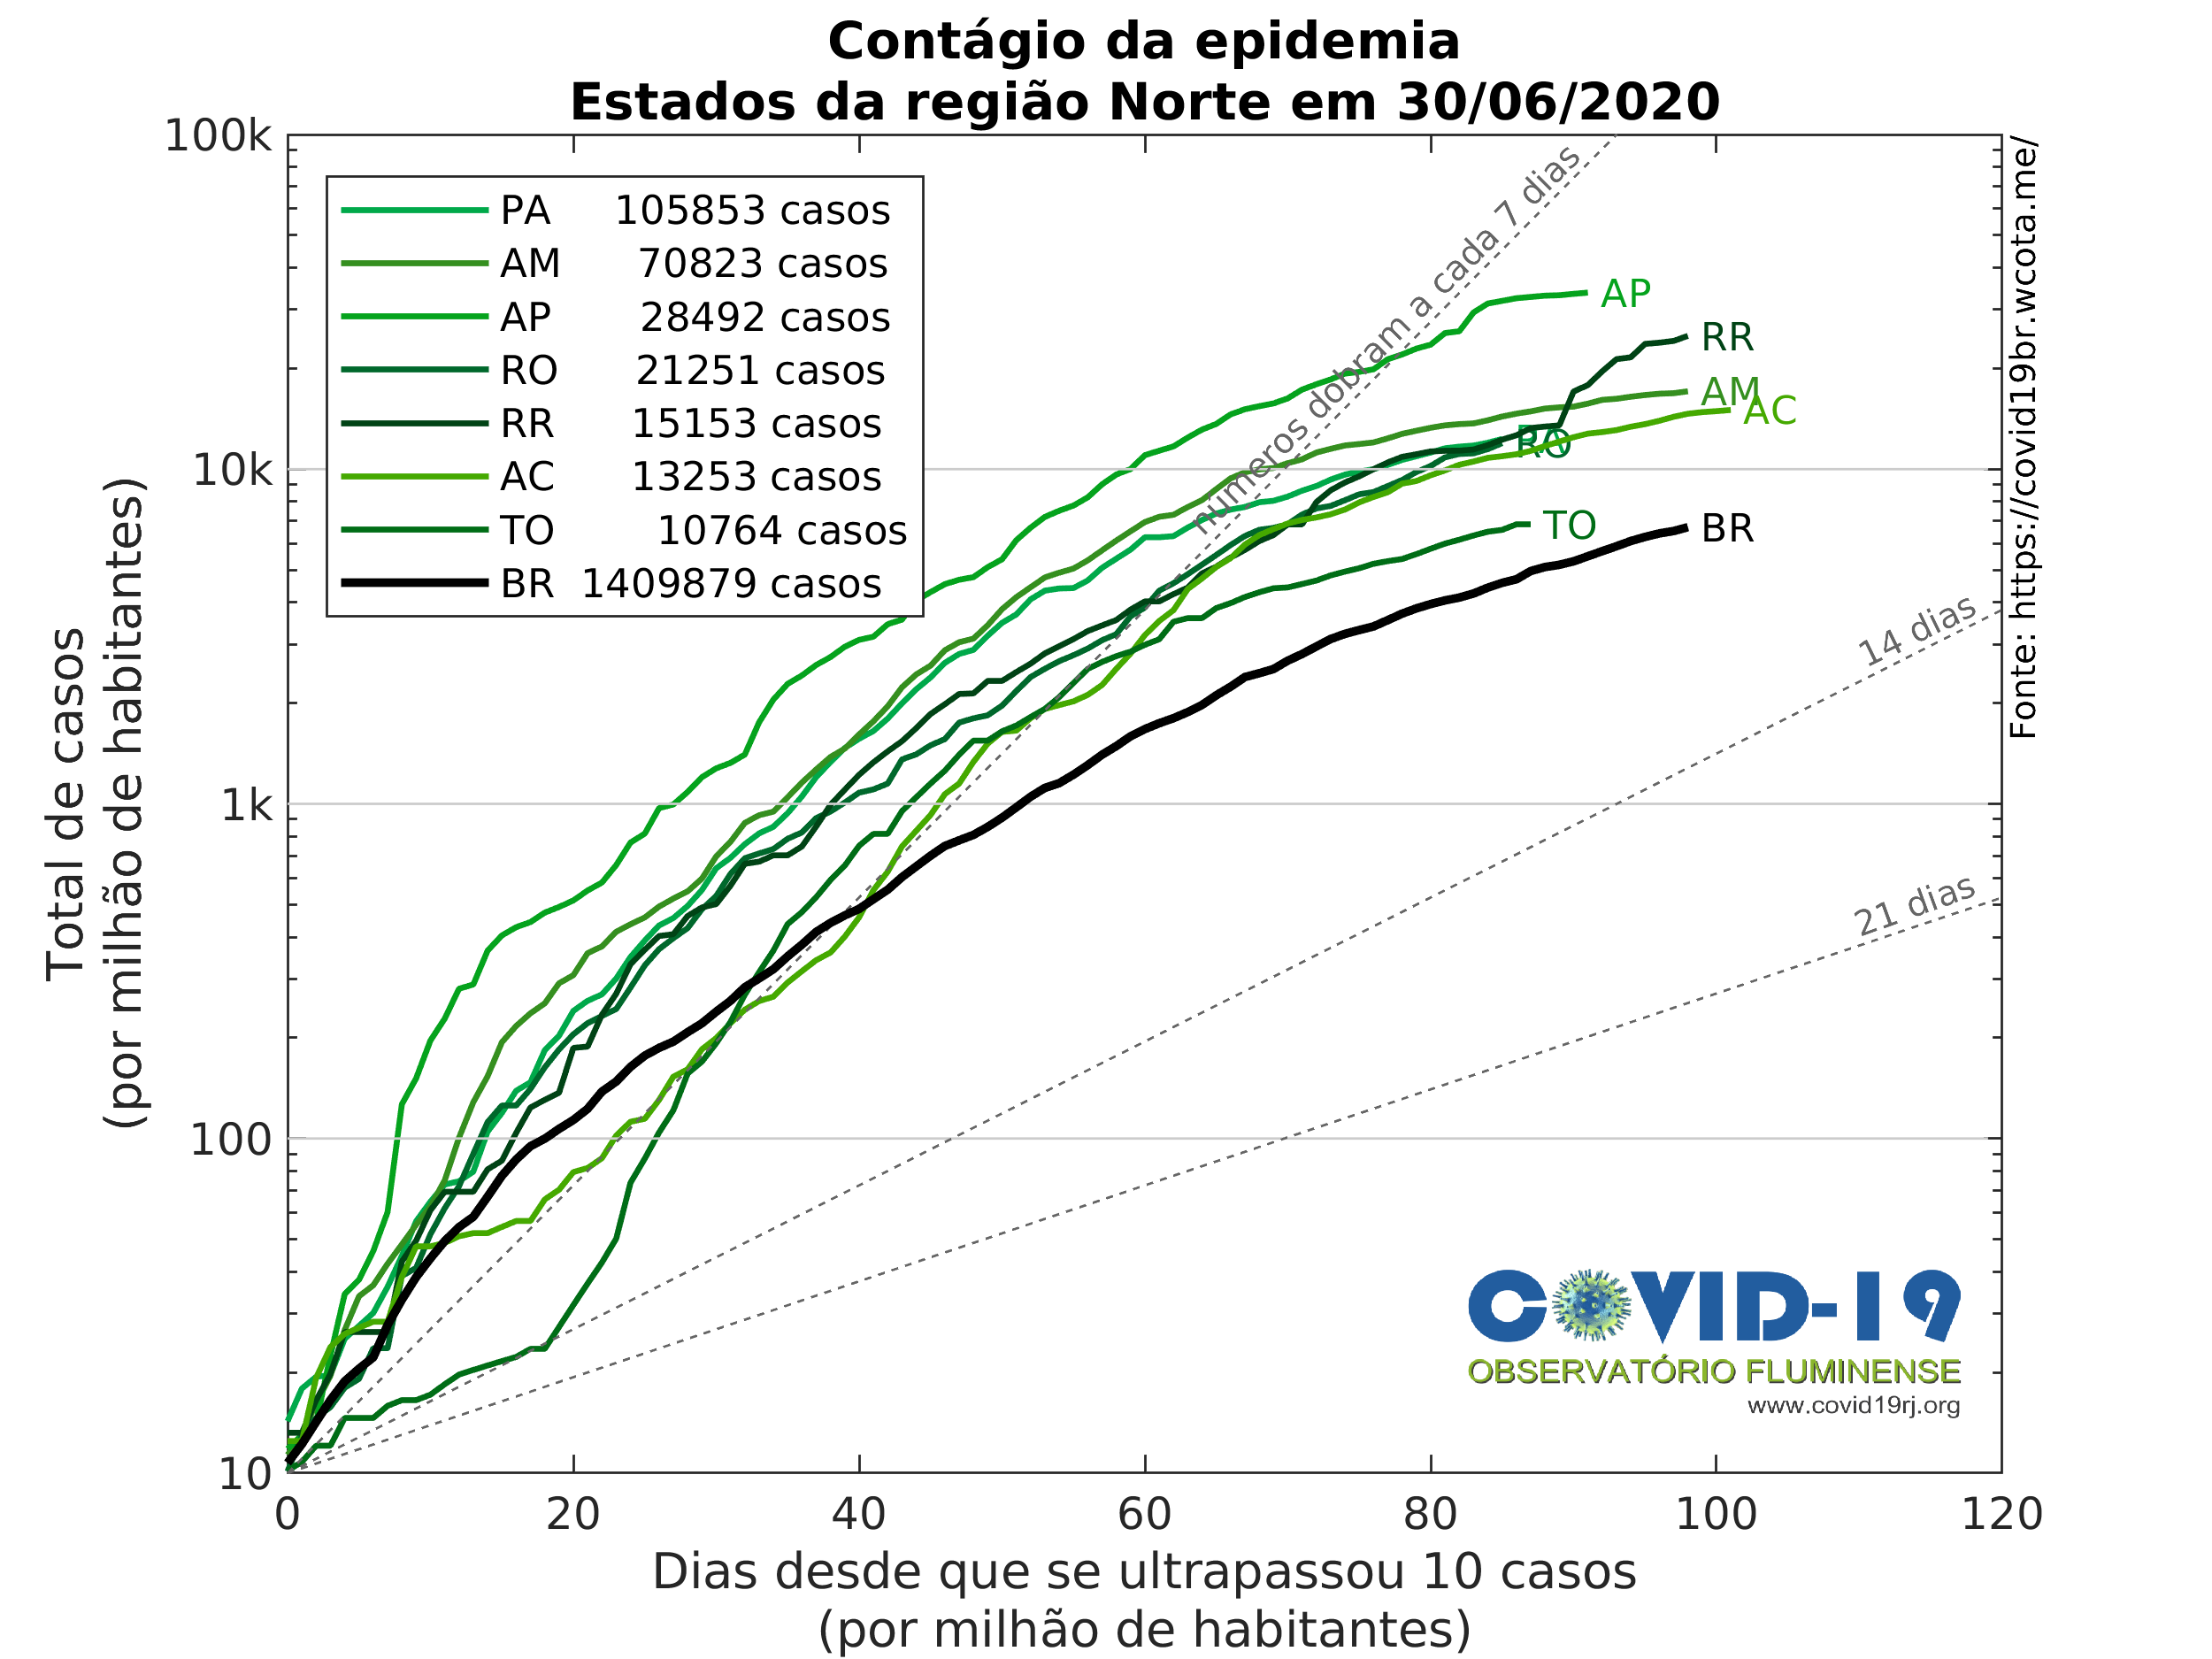 Contágio da epidemia
Estados da região Norte em 30/06/2020
100k
10k
1k
100
10
Total de casos
(por milhão de habitantes)
PA 105853 casos
AM 70823 casos
AP 28492 casos
RO 21251 casos
RR 15153 casos
AC 13253 casos
TO 10764 casos
BR 1409879 casos
números dobram a cada 7 dias
14 dias
21 dias
AP
RR
AM
AC
PA
RO
TO
BR
Fonte: https://covid19br.wcota.me/
COVID-19
OBSERVATÓRIO FLUMINENSE
www.covid19rj.org
0 20 40 60 80 100 120
Dias desde que se ultrapassou 10 casos
(por milhão de habitantes)